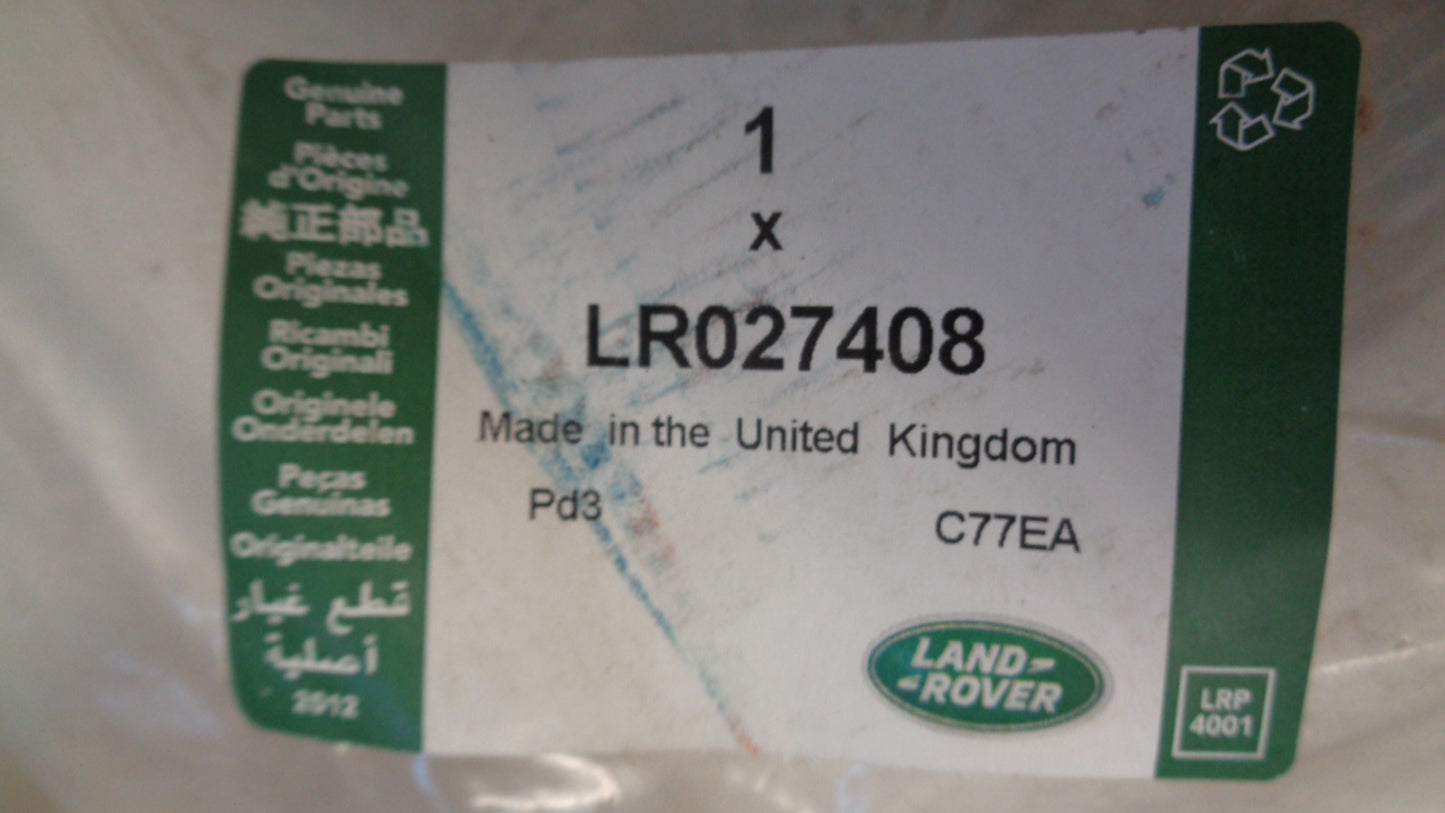 Genuine
Parts
Pièces
d'Origine
純正部品
Piezas
Originales
Ricambi
Originali
Originele
Onderdelen
Peças
Genuínas
Originalteile
قطع غيار
أصلية
2012
1
x
LR027408
Made in the United Kingdom
Pd3 C77EA
LAND-
-ROVER
LRP
4001